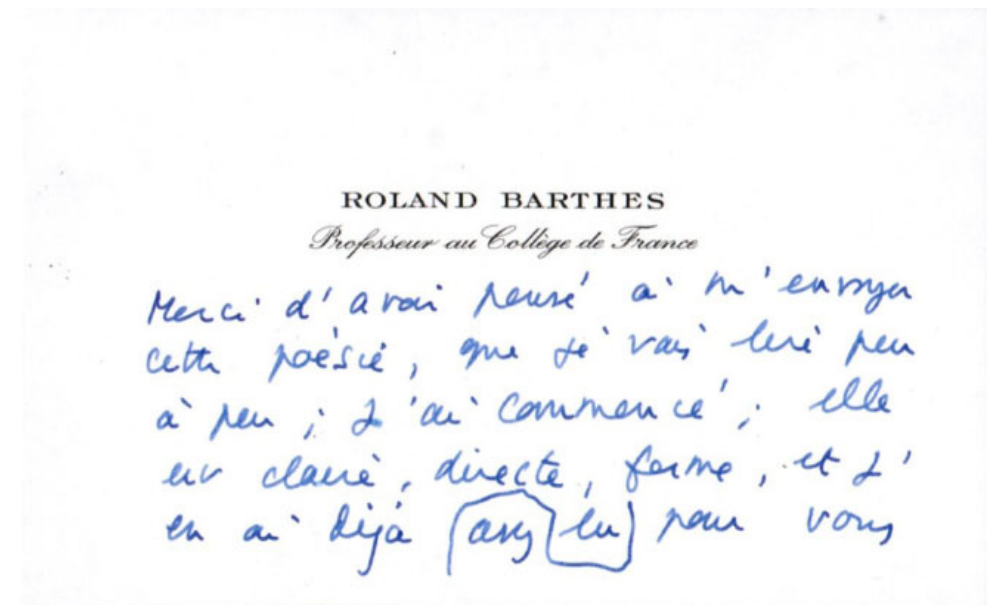 ROLAND BARTHES
Professeur au Collège de France
Merci d'avoir pensé à m'envoyer
cette poésie, que je vais lire peu
à peu ; j'ai commencé ; elle
est claire, directe, ferme, et j'
en ai déjà assez lu pour vous